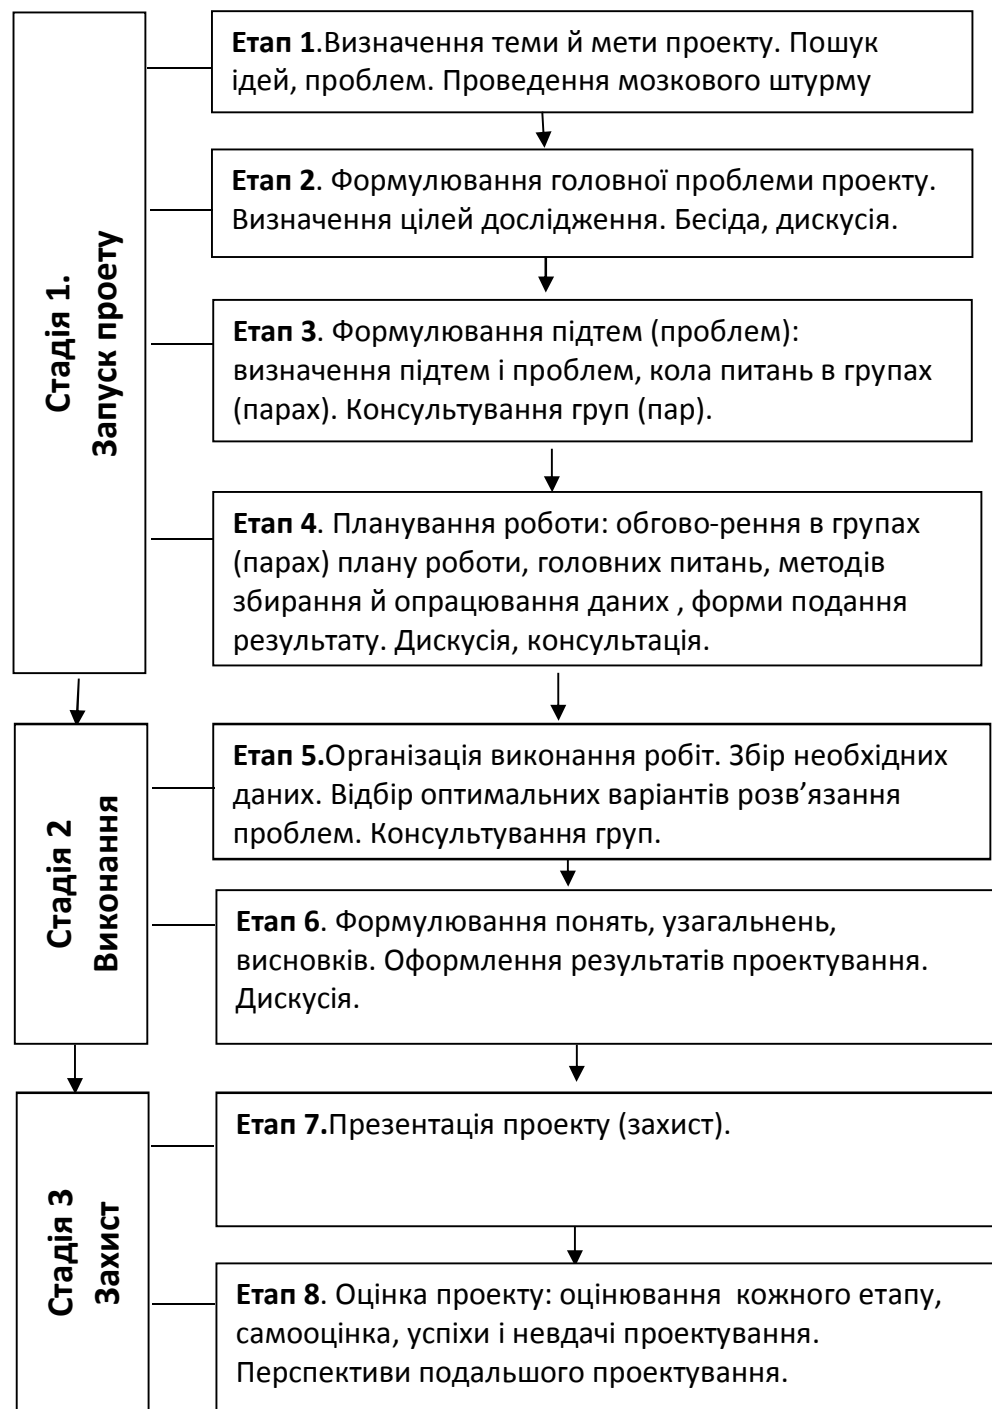 Стадія 1.
Запуск проету
Етап 1.Визначення теми й мети проекту. Пошук
ідей, проблем. Проведення мозкового штурму
Етап 2. Формулювання головної проблеми проекту.
Визначення цілей дослідження. Бесіда, дискусія.
Етап 3. Формулювання підтем (проблем):
визначення підтем і проблем, кола питань в групах
(парах). Консультування груп (пар).
Етап 4. Планування роботи: обгово-рення в групах
(парах) плану роботи, головних питань, методів
збирання й опрацювання даних , форми подання
результату. Дискусія, консультація.
Стадія 2
Виконання
Етап 5.Організація виконання робіт. Збір необхідних
даних. Відбір оптимальних варіантів розв'язання
проблем. Консультування груп.
Етап 6. Формулювання понять, узагальнень,
висновків. Оформлення результатів проектування.
Дискусія.
Стадія 3
Захист
Етап 7.Презентація проекту (захист).
Етап 8. Оцінка проекту: оцінювання  кожного етапу,
самооцінка, успіхи і невдачі проектування.
Перспективи подальшого проектування.